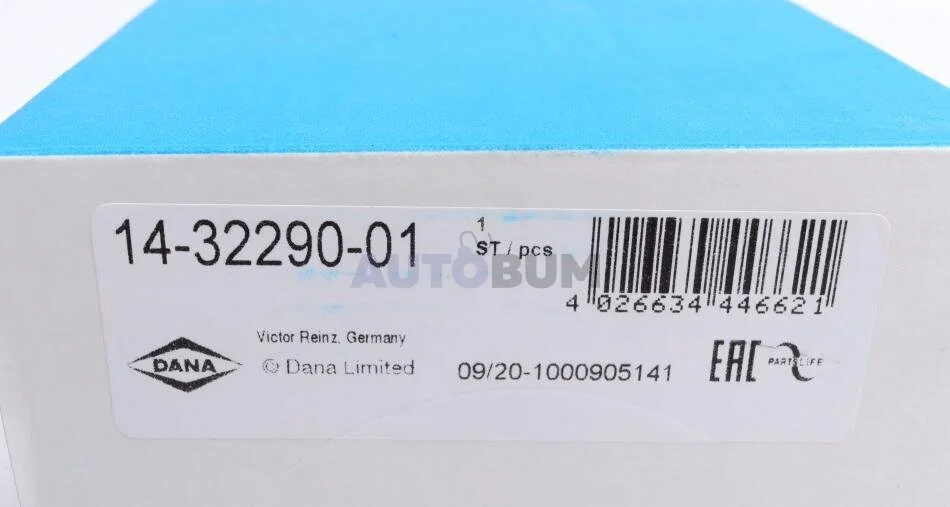 14-32290-01
1
ST / pcs
AUTOBUM
4 026634 446621
Victor Reinz, Germany
DANA
© Dana Limited
09/20-1000905141
EAC
PARTSLIFE